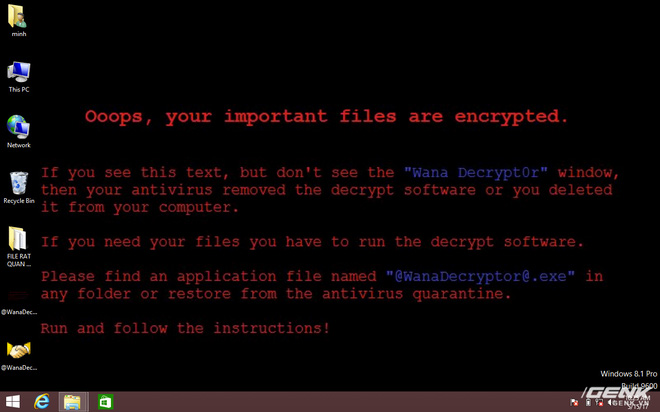 minh
This PC
Network
Recycle Bin
FILE RAT
QUAN ...
@WanaDec...
@WanaDec...
Ooops, your important files are encrypted.
If you see this text, but don't see the "Wana Decrypt0r" window,
then your antivirus removed the decrypt software or you deleted
it from your computer.
If you need your files you have to run the decrypt software.
Please find an application file named "@WanaDecryptor@.exe" in
any folder or restore from the antivirus quarantine.
Run and follow the instructions!
Windows 8.1 Pro
Build 9600
GENK
GENK.VN